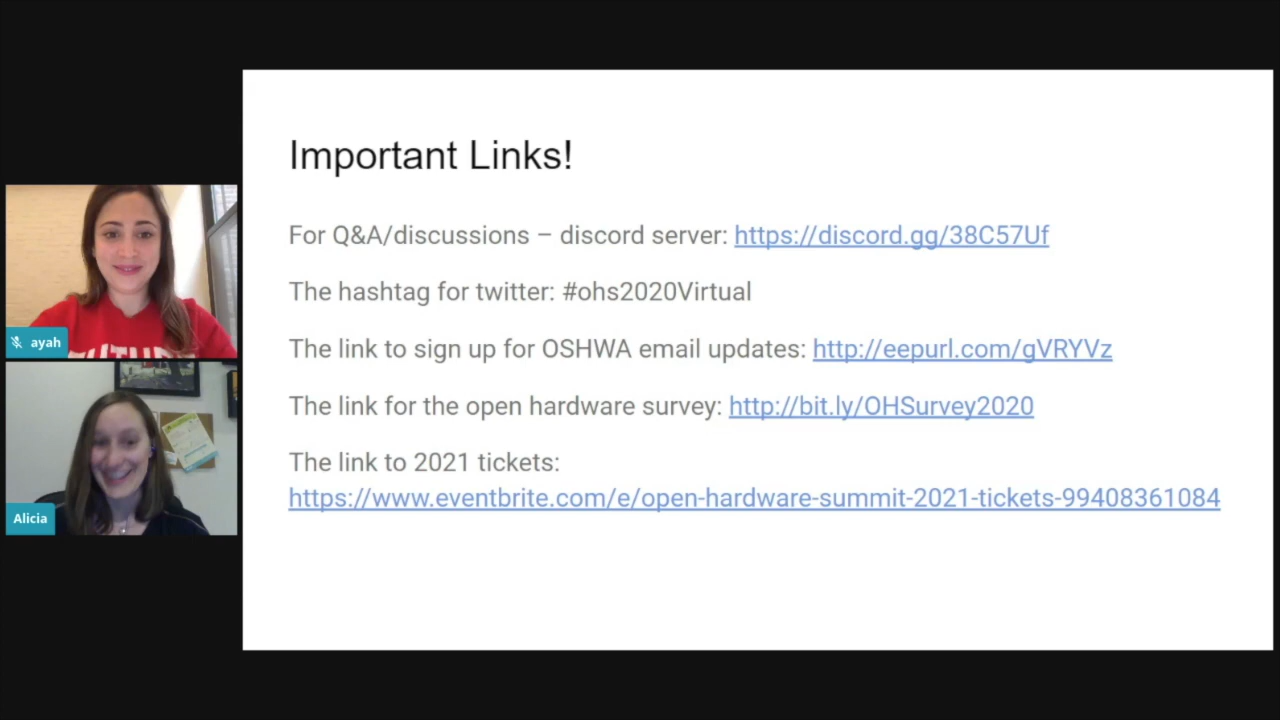 Important Links!
For Q&A/discussions – discord server: https://discord.gg/38C57Uf
The hashtag for twitter: #ohs2020Virtual
The link to sign up for OSHWA email updates: http://eepurl.com/gVRYVz
The link for the open hardware survey: http://bit.ly/OHSurvey2020
The link to 2021 tickets:
https://www.eventbrite.com/e/open-hardware-summit-2021-tickets-99408361084
ayah
Alicia